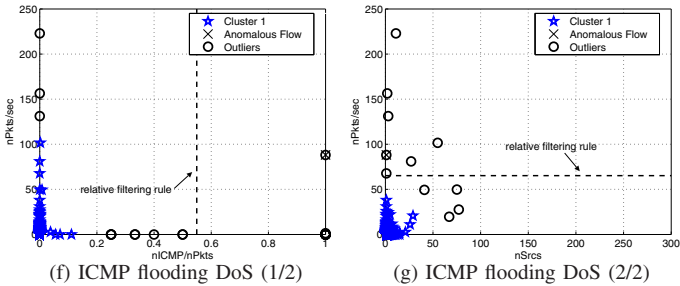 250
200
150
100
50
0
nPkts/sec
Cluster 1
Anomalous Flow
Outliers
relative filtering rule
0 0.2 0.4 0.6 0.8 1
nICMP/nPkts
(f) ICMP flooding DoS (1/2)
250
200
150
100
50
0
nPkts/sec
Cluster 1
Anomalous Flow
Outliers
relative filtering rule
0 50 100 150 200 250 300
nSrcs
(g) ICMP flooding DoS (2/2)